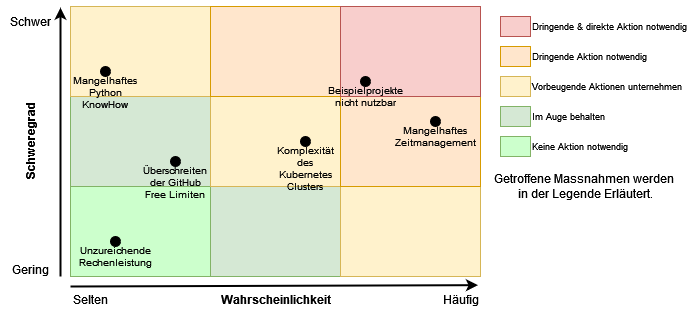 Schwer
Schweregrad
Gering
Mangelhaftes
Python
KnowHow
Beispielprojekte
nicht nutzbar
Mangelhaftes
Zeitmanagement
Komplexität
des
Kubernetes
Clusters
Überschreiten
der GitHub
Free Limiten
Unzureichende
Rechenleistung
Selten
Wahrscheinlichkeit
Häufig
Dringende & direkte Aktion notwendig
Dringende Aktion notwendig
Vorbeugende Aktionen unternehmen
Im Auge behalten
Keine Aktion notwendig
Getroffene Massnahmen werden
in der Legende Erläutert.